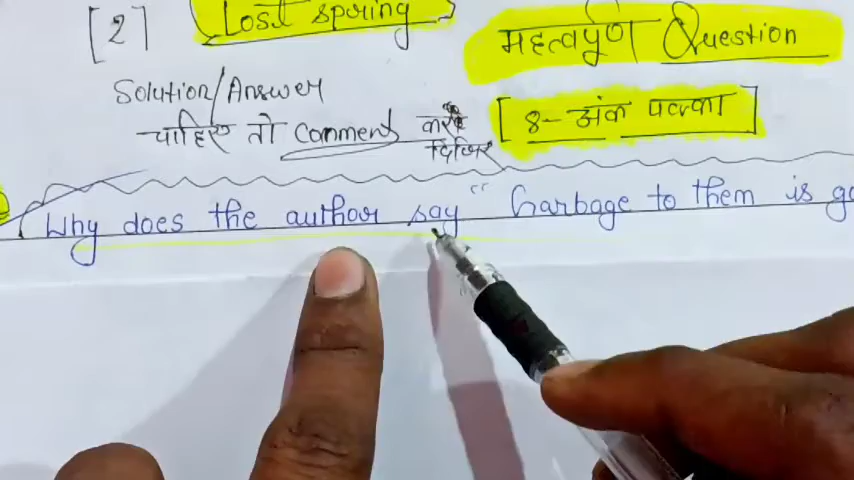 [2] Lost spring
महत्वपूर्ण Question
Solution/Answer
चाहिए तो comment करके दिजिए
[8-अंक पक्का]
Why does the author say "Garbage to them is go